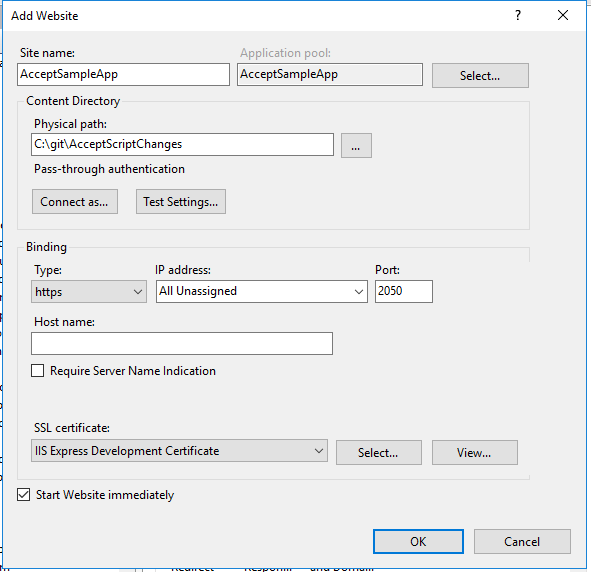 Add Website
?
Site name:
Application pool:
AcceptSampleApp
AcceptSampleApp
Select...
Content Directory
Physical path:
C:\git\AcceptScriptChanges
...
Pass-through authentication
Connect as...
Test Settings...
Binding
Type:
IP address:
Port:
https
All Unassigned
2050
Host name:
Require Server Name Indication
SSL certificate:
IIS Express Development Certificate
Select...
View...
Start Website immediately
OK
Cancel